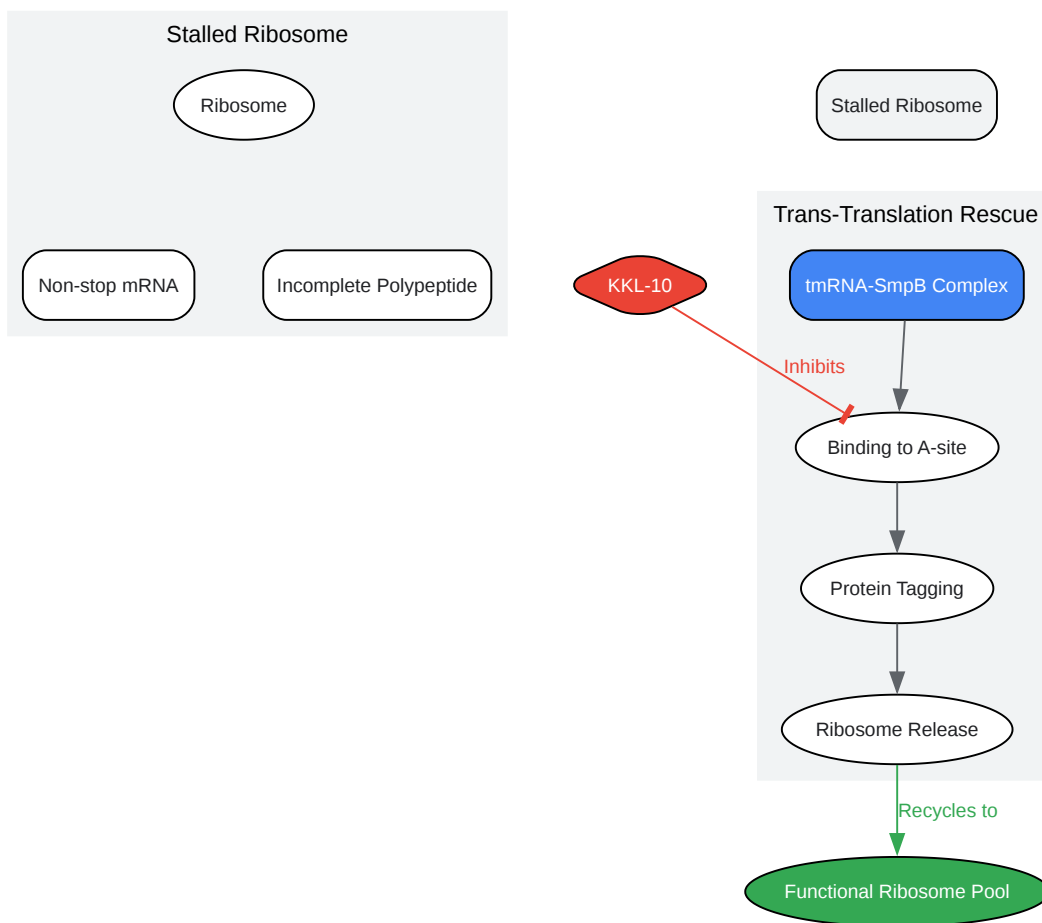 Stalled Ribosome
Ribosome
Non-stop mRNA
Incomplete Polypeptide
Stalled Ribosome
Trans-Translation Rescue
KKL-10
tmRNA-SmpB Complex
Inhibits
Binding to A-site
Protein Tagging
Ribosome Release
Recycles to
Functional Ribosome Pool